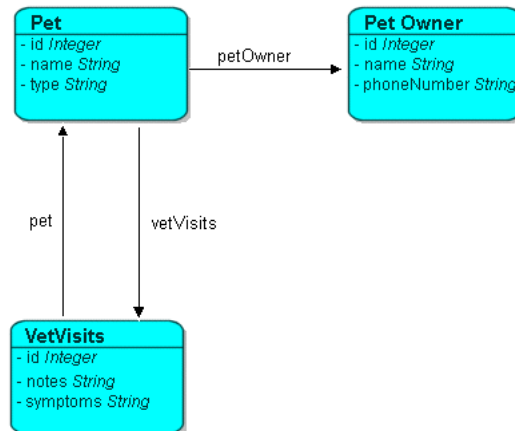 Pet
- id Integer
- name String
- type String
petOwner
Pet Owner
- id Integer
- name String
- phoneNumber String
pet
vetVisits
VetVisits
- id Integer
- notes String
- symptoms String